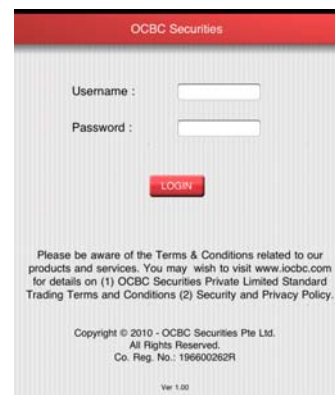 OCBC Securities
Username :
Password :
LOGIN
Please be aware of the Terms & Conditions related to our
products and services. You may wish to visit www.iocbc.com
for details on (1) OCBC Securities Private Limited Standard
Trading Terms and Conditions (2) Security and Privacy Policy.
Copyright © 2010 - OCBC Securities Pte Ltd.
All Rights Reserved.
Co. Reg. No.: 196600262R
Ver 1.00